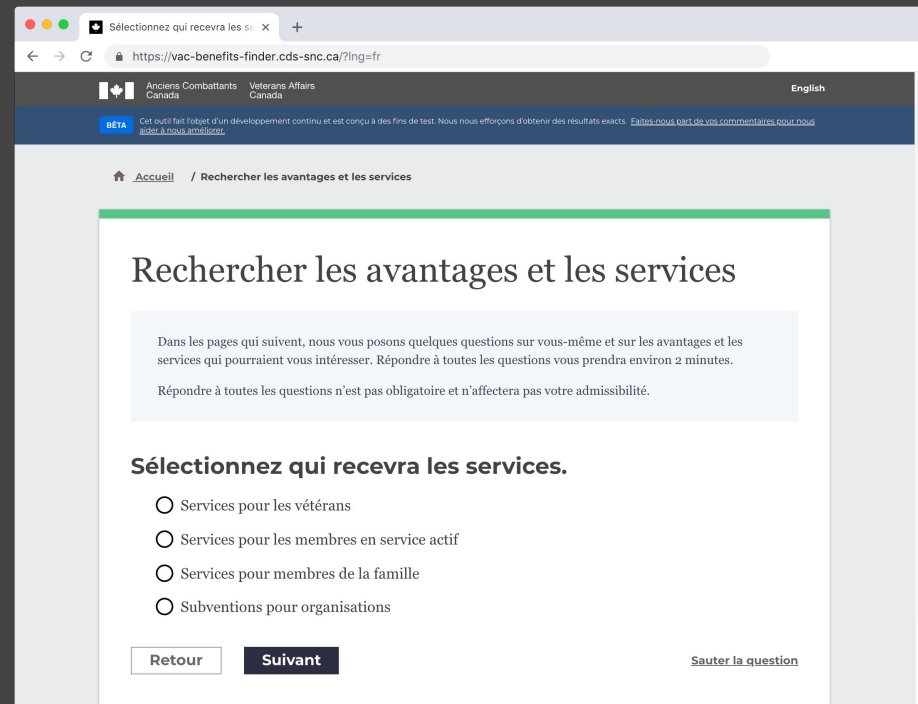 Sélectionnez qui recevra les se
https://vac-benefits-finder.cds-snc.ca/?lng=fr
Anciens Combattants Veterans Affairs
Canada Canada
English
BÊTA
Cet outil fait l'objet d'un développement continu et est conçu à des fins de test. Nous nous efforçons d'obtenir des résultats exacts. Faites-nous part de vos commentaires pour nous
aider à nous améliorer.
Accueil / Rechercher les avantages et les services
Rechercher les avantages et les services
Dans les pages qui suivent, nous vous posons quelques questions sur vous-même et sur les avantages et les
services qui pourraient vous intéresser. Répondre à toutes les questions vous prendra environ 2 minutes.
Répondre à toutes les questions n'est pas obligatoire et n'affectera pas votre admissibilité.
Sélectionnez qui recevra les services.
Services pour les vétérans
Services pour les membres en service actif
Services pour membres de la famille
Subventions pour organisations
Retour Suivant Sauter la question